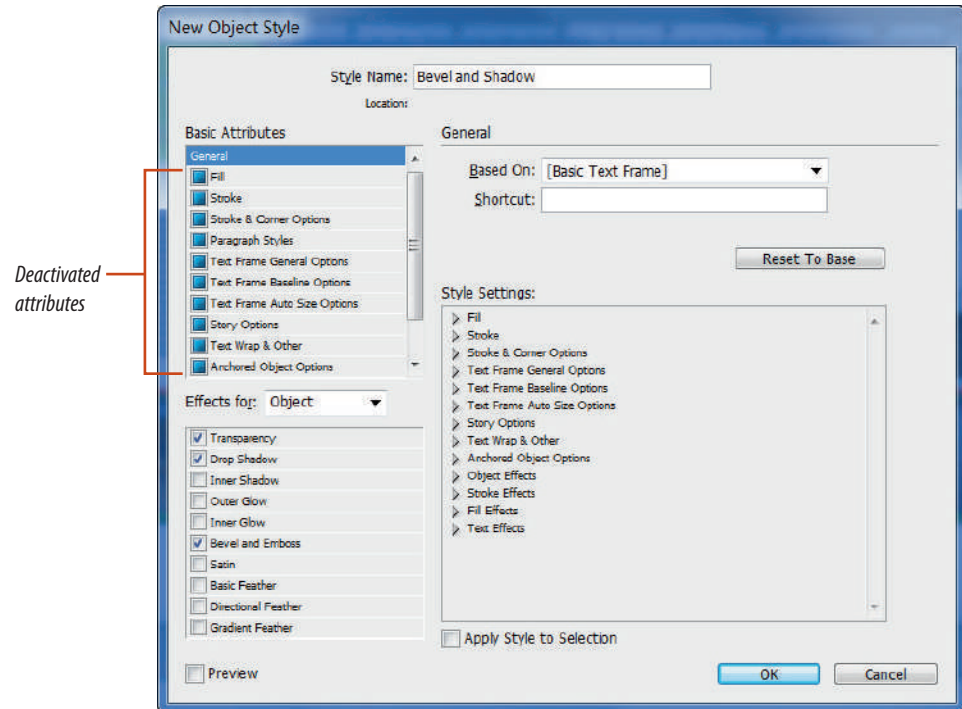 New Object Style
Style Name: Bevel and Shadow
Location:
Basic Attributes
General
Fill
Stroke
Stroke & Corner Options
Paragraph Styles
Text Frame General Options
Text Frame Baseline Options
Text Frame Auto Size Options
Story Options
Text Wrap & Other
Anchored Object Options
Deactivated
attributes
Effects for: Object
Transparency
Drop Shadow
Inner Shadow
Outer Glow
Inner Glow
Bevel and Emboss
Satin
Basic Feather
Directional Feather
Gradient Feather
Preview
General
Based On: [Basic Text Frame]
Shortcut:
Reset To Base
Style Settings:
Fill
Stroke
Stroke & Corner Options
Text Frame General Options
Text Frame Baseline Options
Text Frame Auto Size Options
Story Options
Text Wrap & Other
Anchored Object Options
Object Effects
Stroke Effects
Fill Effects
Text Effects
Apply Style to Selection
OK
Cancel